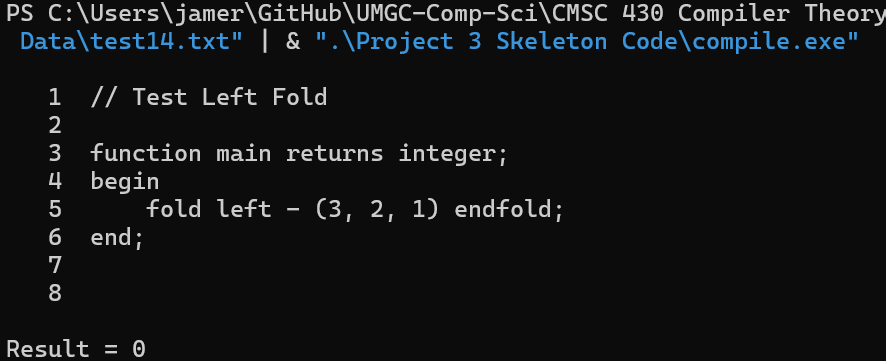 PS C:\Users\jamer\GitHub\UMGC-Comp-Sci\CMSC 430 Compiler Theory
Data\test14.txt" | & ".\Project 3 Skeleton Code\compile.exe"
1 // Test Left Fold
2
3 function main returns integer;
4 begin
5 fold left - (3, 2, 1) endfold;
6 end;
7
8
Result = 0